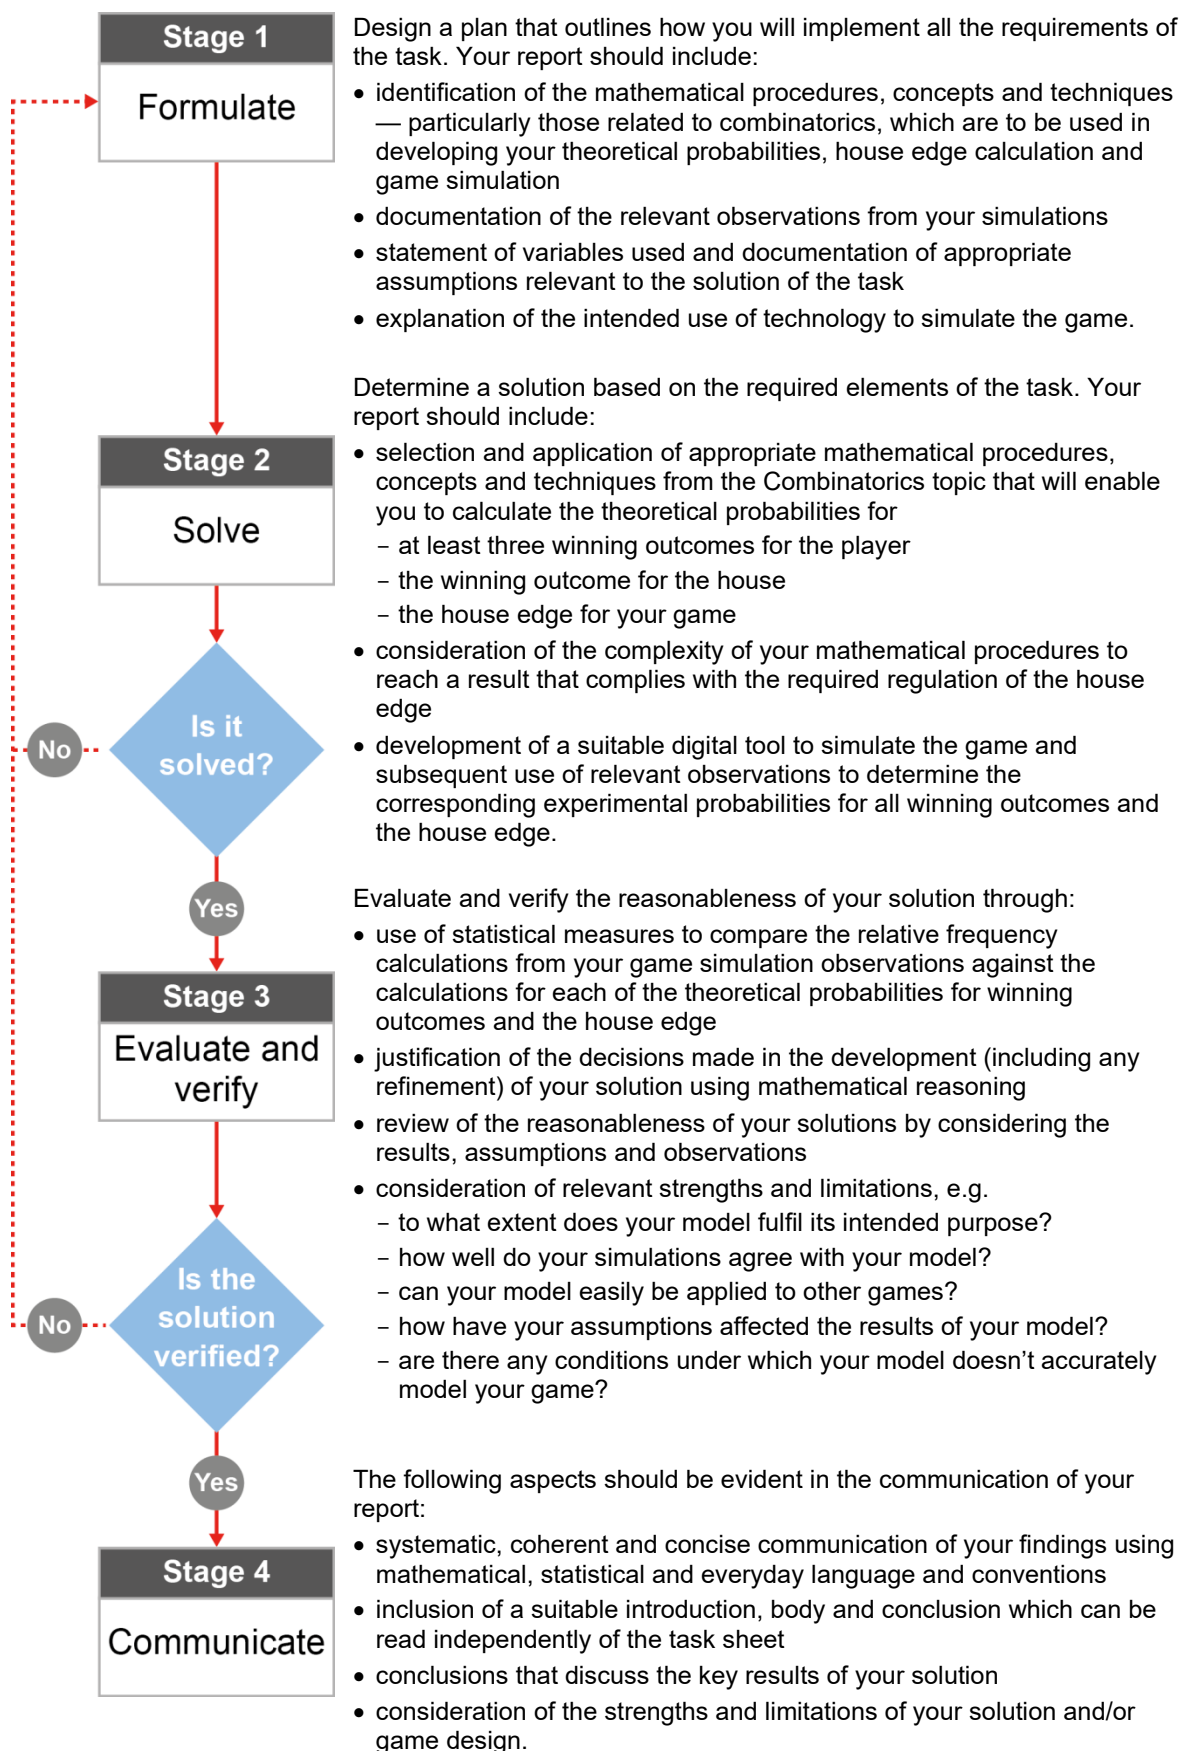 Stage 1
Formulate
Design a plan that outlines how you will implement all the requirements of
the task. Your report should include:
• identification of the mathematical procedures, concepts and techniques
— particularly those related to combinatorics, which are to be used in
developing your theoretical probabilities, house edge calculation and
game simulation
• documentation of the relevant observations from your simulations
• statement of variables used and documentation of appropriate
assumptions relevant to the solution of the task
• explanation of the intended use of technology to simulate the game.
Stage 2
Solve
Determine a solution based on the required elements of the task. Your
report should include:
• selection and application of appropriate mathematical procedures,
concepts and techniques from the Combinatorics topic that will enable
you to calculate the theoretical probabilities for
– at least three winning outcomes for the player
– the winning outcome for the house
– the house edge for your game
• consideration of the complexity of your mathematical procedures to
reach a result that complies with the required regulation of the house
edge
• development of a suitable digital tool to simulate the game and
subsequent use of relevant observations to determine the
corresponding experimental probabilities for all winning outcomes and
the house edge.
Is it
solved?
No
Yes
Stage 3
Evaluate and
verify
Evaluate and verify the reasonableness of your solution through:
• use of statistical measures to compare the relative frequency
calculations from your game simulation observations against the
calculations for each of the theoretical probabilities for winning
outcomes and the house edge
• justification of the decisions made in the development (including any
refinement) of your solution using mathematical reasoning
• review of the reasonableness of your solutions by considering the
results, assumptions and observations
• consideration of relevant strengths and limitations, e.g.
– to what extent does your model fulfil its intended purpose?
– how well do your simulations agree with your model?
– can your model easily be applied to other games?
– how have your assumptions affected the results of your model?
– are there any conditions under which your model doesn't accurately
model your game?
Is the
solution
verified?
No
Yes
Stage 4
Communicate
The following aspects should be evident in the communication of your
report:
• systematic, coherent and concise communication of your findings using
mathematical, statistical and everyday language and conventions
• inclusion of a suitable introduction, body and conclusion which can be
read independently of the task sheet
• conclusions that discuss the key results of your solution
• consideration of the strengths and limitations of your solution and/or
game design.